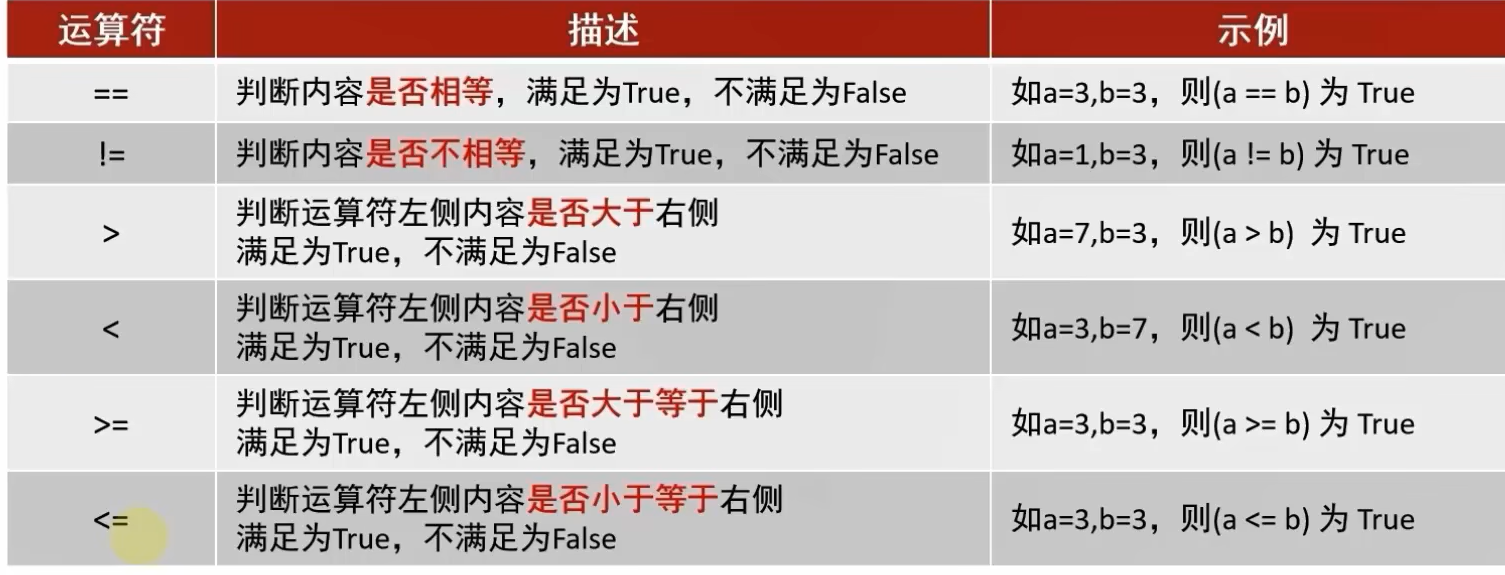 运算符 描述 示例
== 判断内容是否相等，满足为True，不满足为False 如a=3,b=3，则(a == b) 为 True
!= 判断内容是否不相等，满足为True，不满足为False 如a=1,b=3，则(a != b) 为 True
> 判断运算符左侧内容是否大于右侧
满足为True，不满足为False 如a=7,b=3，则(a > b) 为 True
< 判断运算符左侧内容是否小于右侧
满足为True，不满足为False 如a=3,b=7，则(a < b) 为 True
>= 判断运算符左侧内容是否大于等于右侧
满足为True，不满足为False 如a=3,b=3，则(a >= b) 为 True
<= 判断运算符左侧内容是否小于等于右侧
满足为True，不满足为False 如a=3,b=3，则(a <= b) 为 True